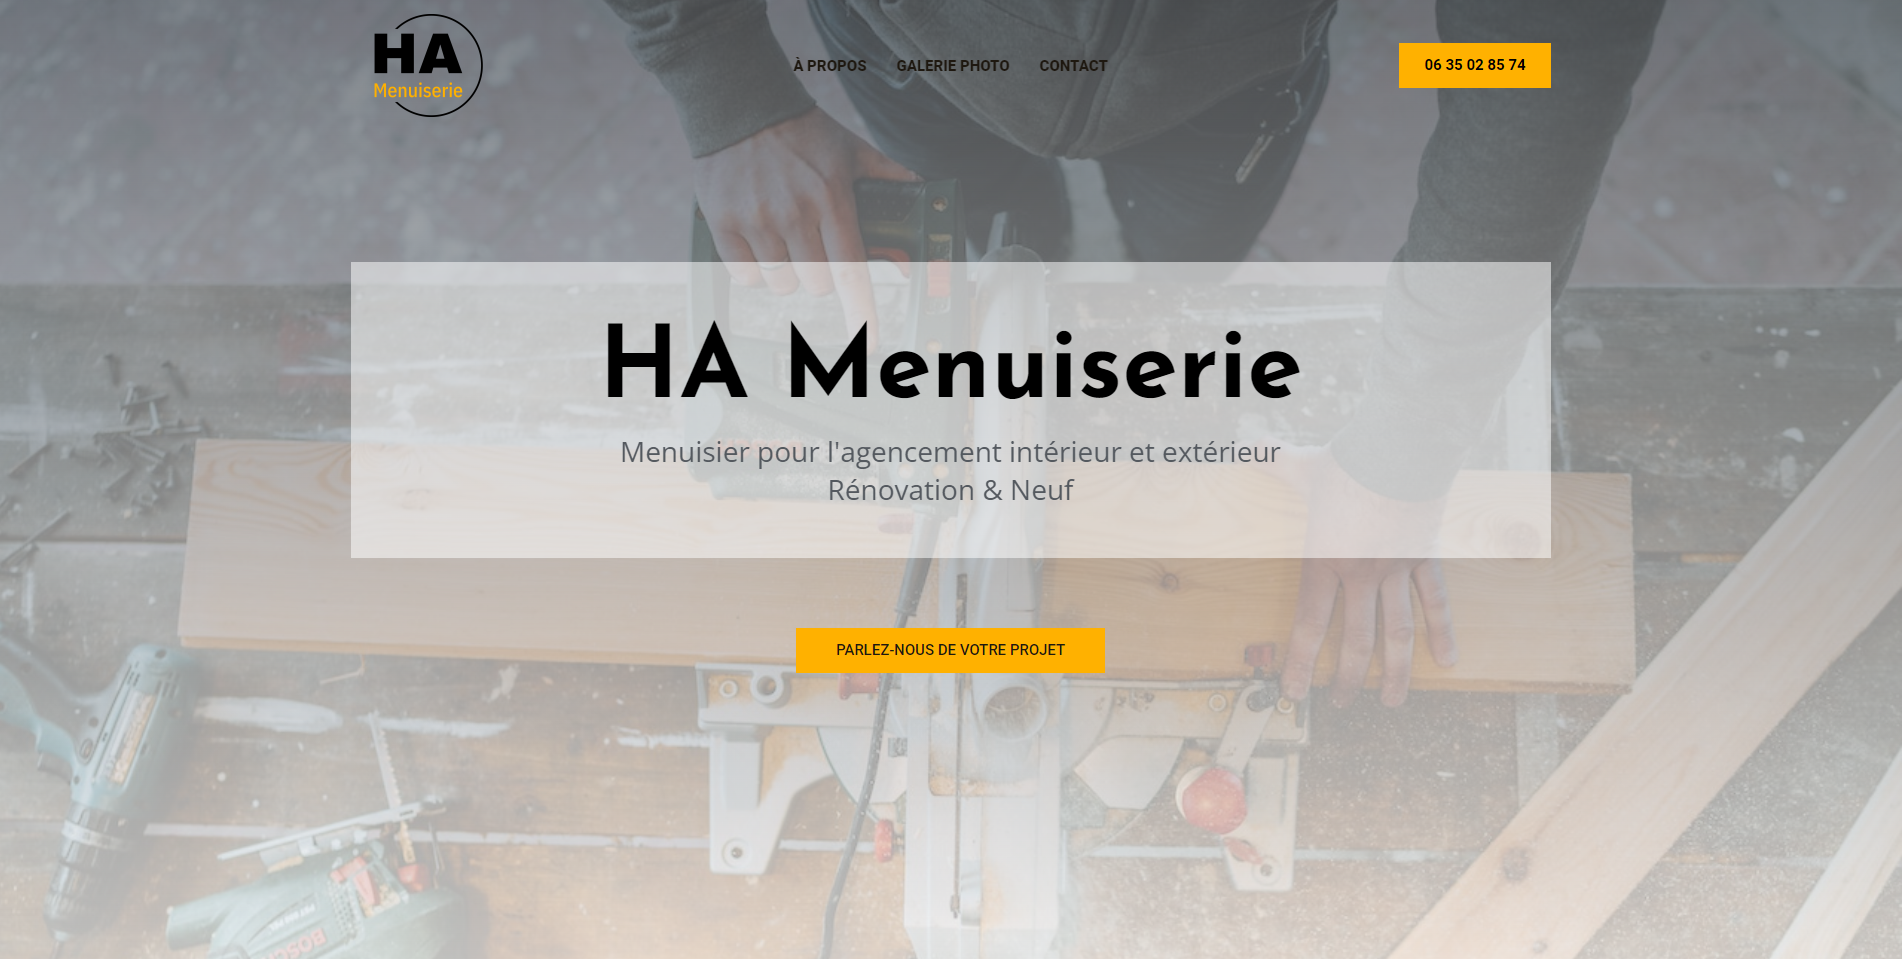 HA
Menuiserie
À PROPOS
GALERIE PHOTO
CONTACT
06 35 02 85 74
HA Menuiserie
Menuisier pour l'agencement intérieur et extérieur
Rénovation & Neuf
PARLEZ-NOUS DE VOTRE PROJET
BOSCH